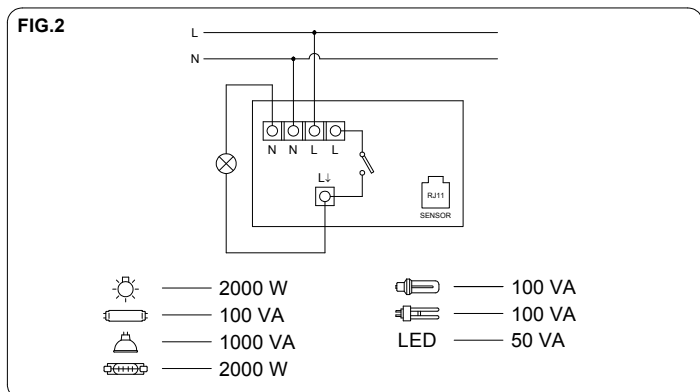 FIG.2
L
N
N N L L
L↓
RJ11
SENSOR
2000 W
100 VA
1000 VA
2000 W
100 VA
100 VA
LED 50 VA